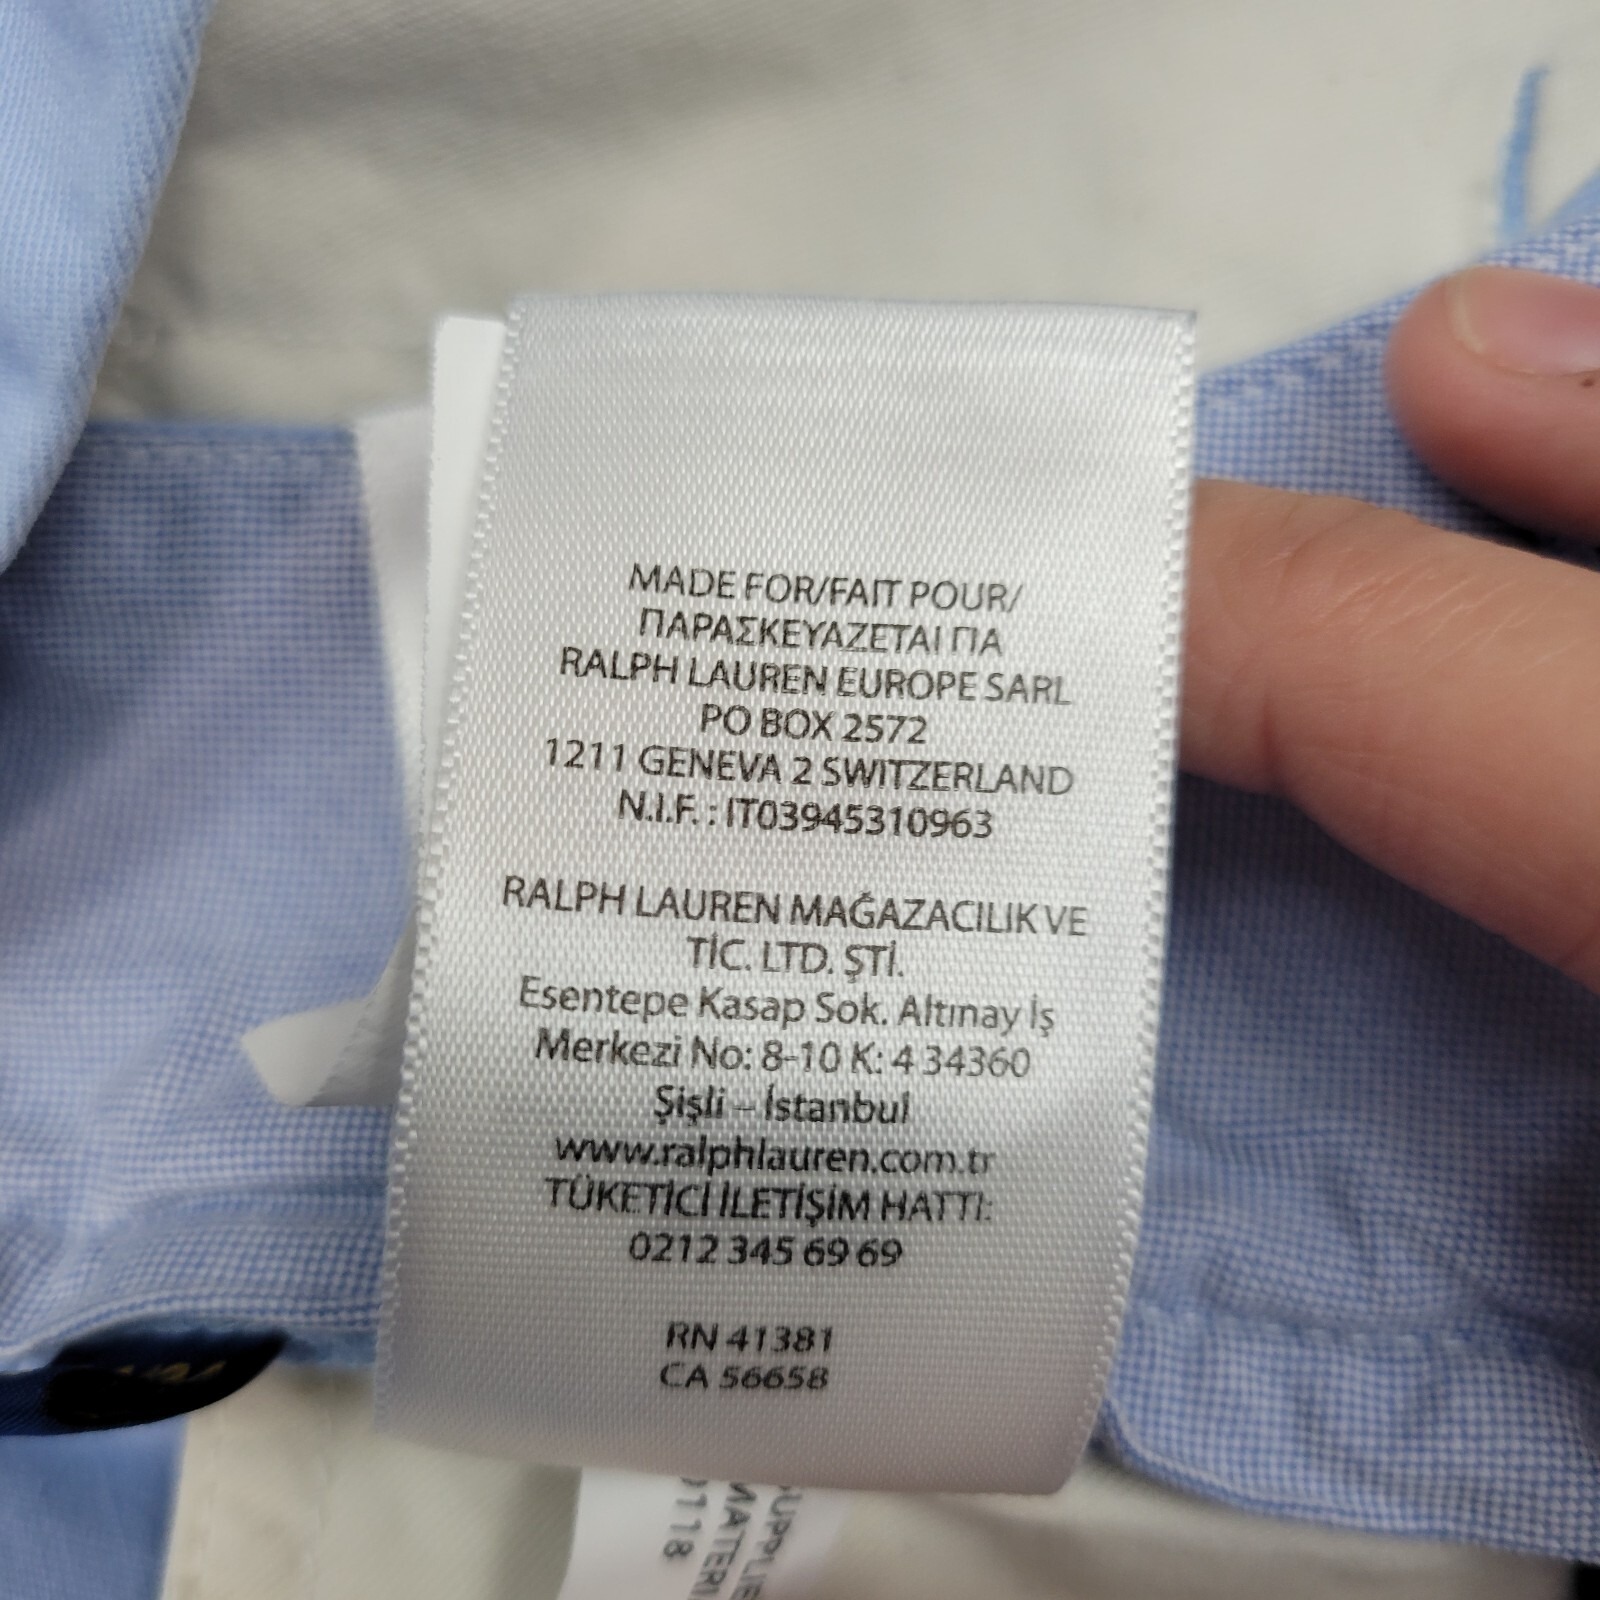 MADE FOR/FAIT POUR/
ΠΑΡΑΣΚΕΥΑΖΕΤΑΙ ΓΙΑ
RALPH LAUREN EUROPE SARL
PO BOX 2572
1211 GENEVA 2 SWITZERLAND
N.I.F. : IT03945310963
RALPH LAUREN MAĞAZACILIK VE
TİC. LTD. ŞTİ.
Esentepe Kasap Sok. Altınay İş
Merkezi No: 8-10 K: 4 34360
Şişli – İstanbul
www.ralphlauren.com.tr
TÜKETİCİ İLETİŞİM HATTI:
0212 345 69 69
RN 41381
CA 56658